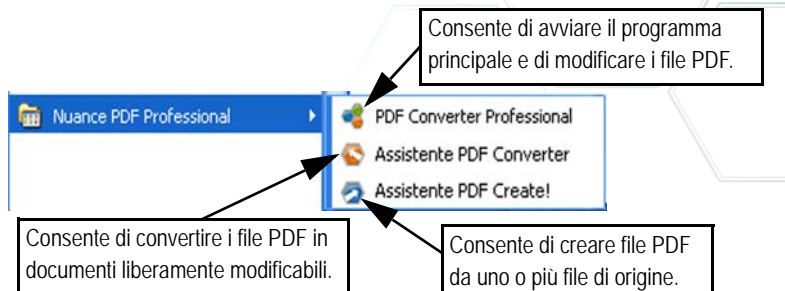 Consente di avviare il programma
principale e di modificare i file PDF.
Nuance PDF Professional
PDF Converter Professional
Assistente PDF Converter
Assistente PDF Create!
Consente di convertire i file PDF in
documenti liberamente modificabili.
Consente di creare file PDF
da uno o più file di origine.